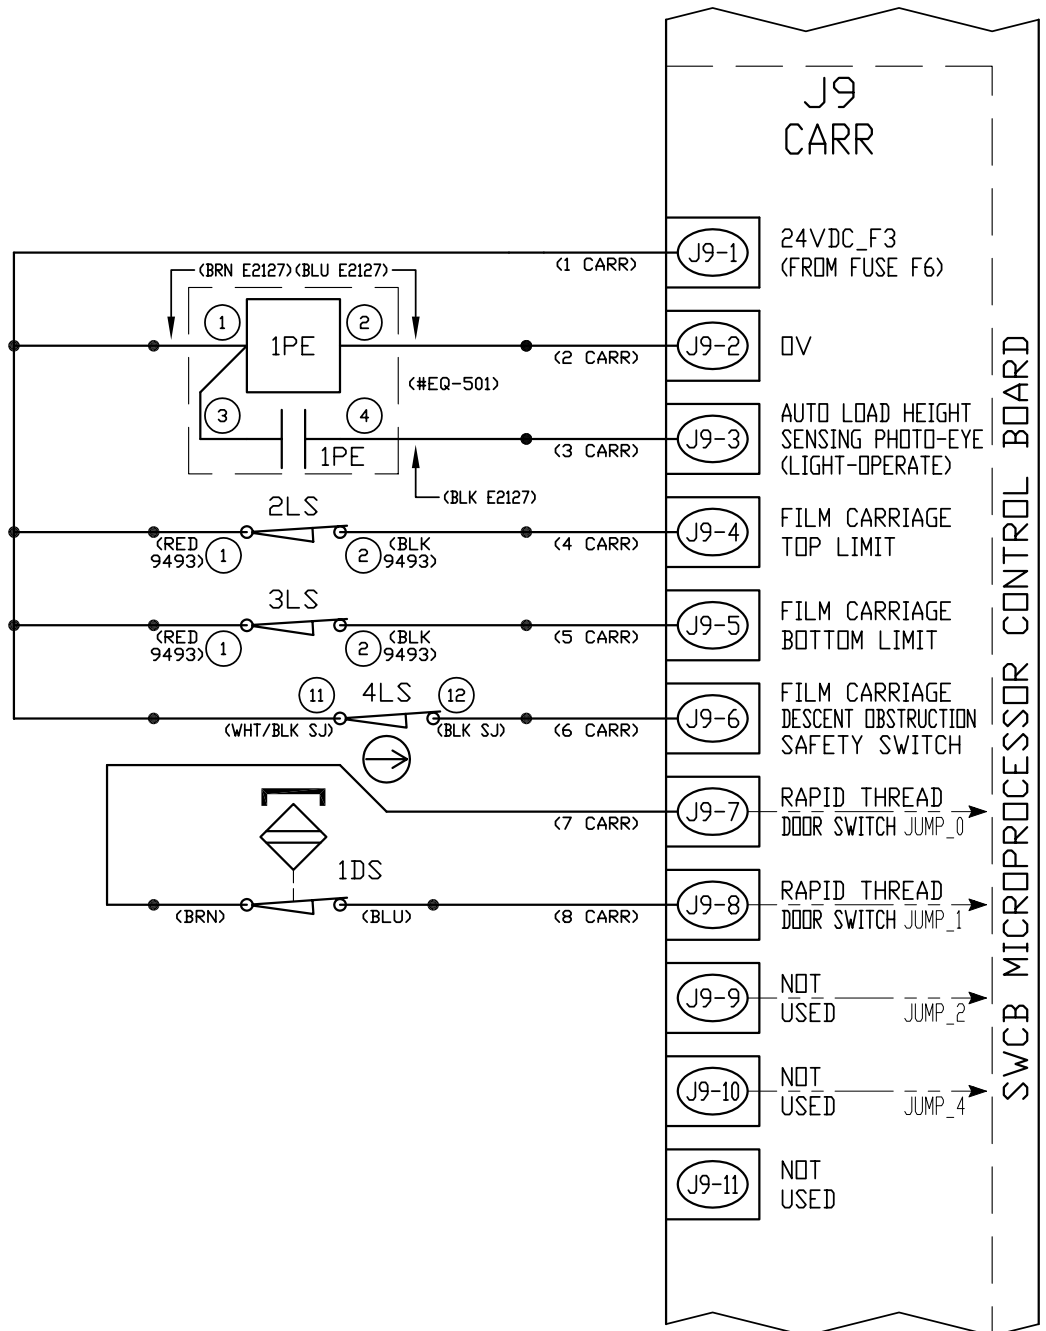 J9
CARR
J9-1
24VDC_F3
(FROM FUSE F6)
(1 CARR)
(BRN E2127)
(BLU E2127)
1
1PE
2
(2 CARR)
J9-2
0V
(#EQ-501)
3
4
1PE
(3 CARR)
J9-3
AUTO LOAD HEIGHT
SENSING PHOTO-EYE
(LIGHT-OPERATE)
(BLK E2127)
2LS
(RED
9493)
1
2
(BLK
9493)
(4 CARR)
J9-4
FILM CARRIAGE
TOP LIMIT
3LS
(RED
9493)
1
2
(BLK
9493)
(5 CARR)
J9-5
FILM CARRIAGE
BOTTOM LIMIT
11
4LS
12
(WHT/BLK SJ)
(BLK SJ)
(6 CARR)
J9-6
FILM CARRIAGE
DESCENT OBSTRUCTION
SAFETY SWITCH
(7 CARR)
J9-7
RAPID THREAD
DOOR SWITCH JUMP_0
1DS
(BRN)
(BLU)
(8 CARR)
J9-8
RAPID THREAD
DOOR SWITCH JUMP_1
J9-9
NOT
USED JUMP_2
J9-10
NOT
USED JUMP_4
J9-11
NOT
USED
SWCB MICROPROCESSOR CONTROL BOARD